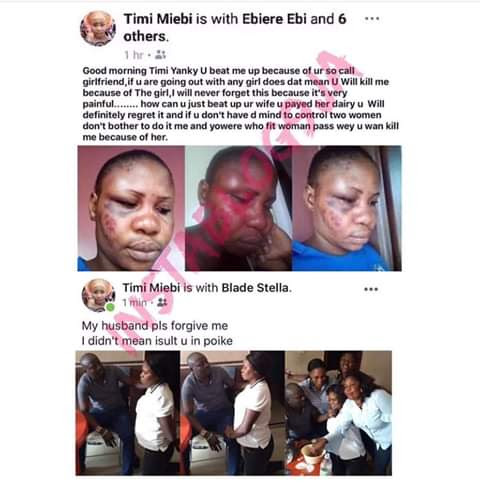 Timi Miebi is with Ebiere Ebi and 6
others.
1 hr
Good morning Timi Yanky U beat me up because of ur so call
girlfriend,if u are going out with any girl does dat mean U Will kill me
because of The girl,I will never forget this because it's very
painful........ how can u just beat up ur wife u payed her dairy u Will
definitely regret it and if u don't have d mind to control two women
don't bother to do it me and yowere who fit woman pass wey u wan kill
me because of her.
INSTABLOG9JA
Timi Miebi is with Blade Stella.
1 min
My husband pls forgive me
I didn't mean isult u in poike